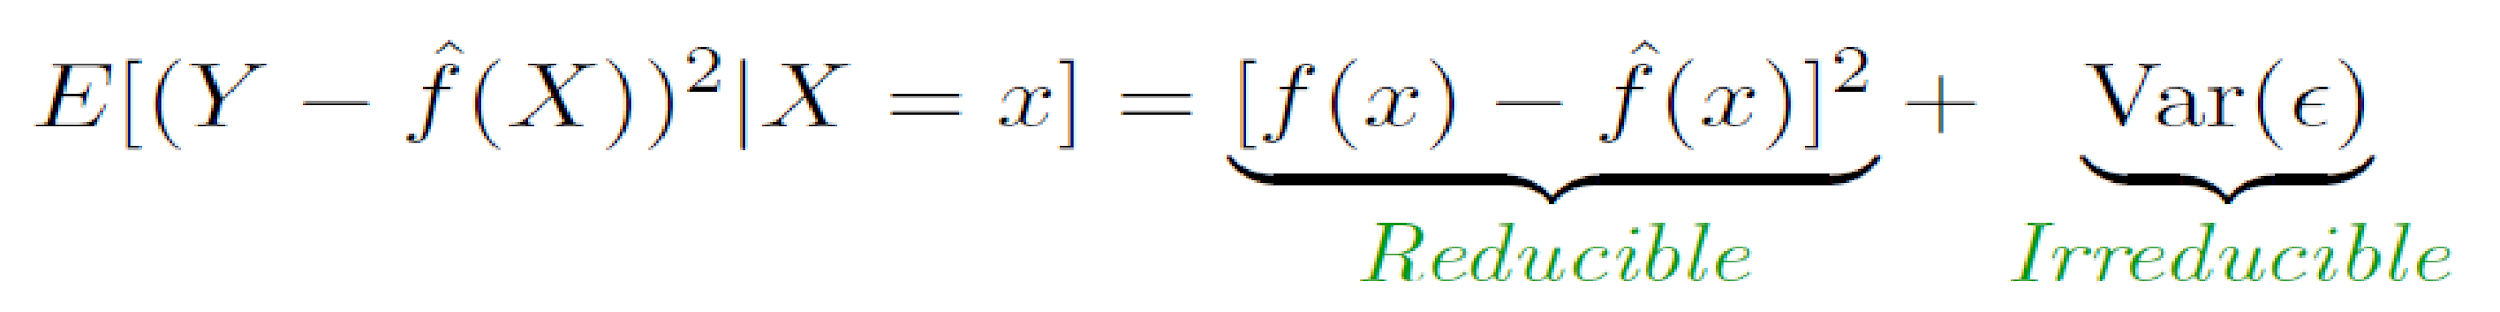 E[(Y − f̂(X))²|X = x] = [f(x) − f̂(x)]² + Var(ϵ)
Reducible Irreducible